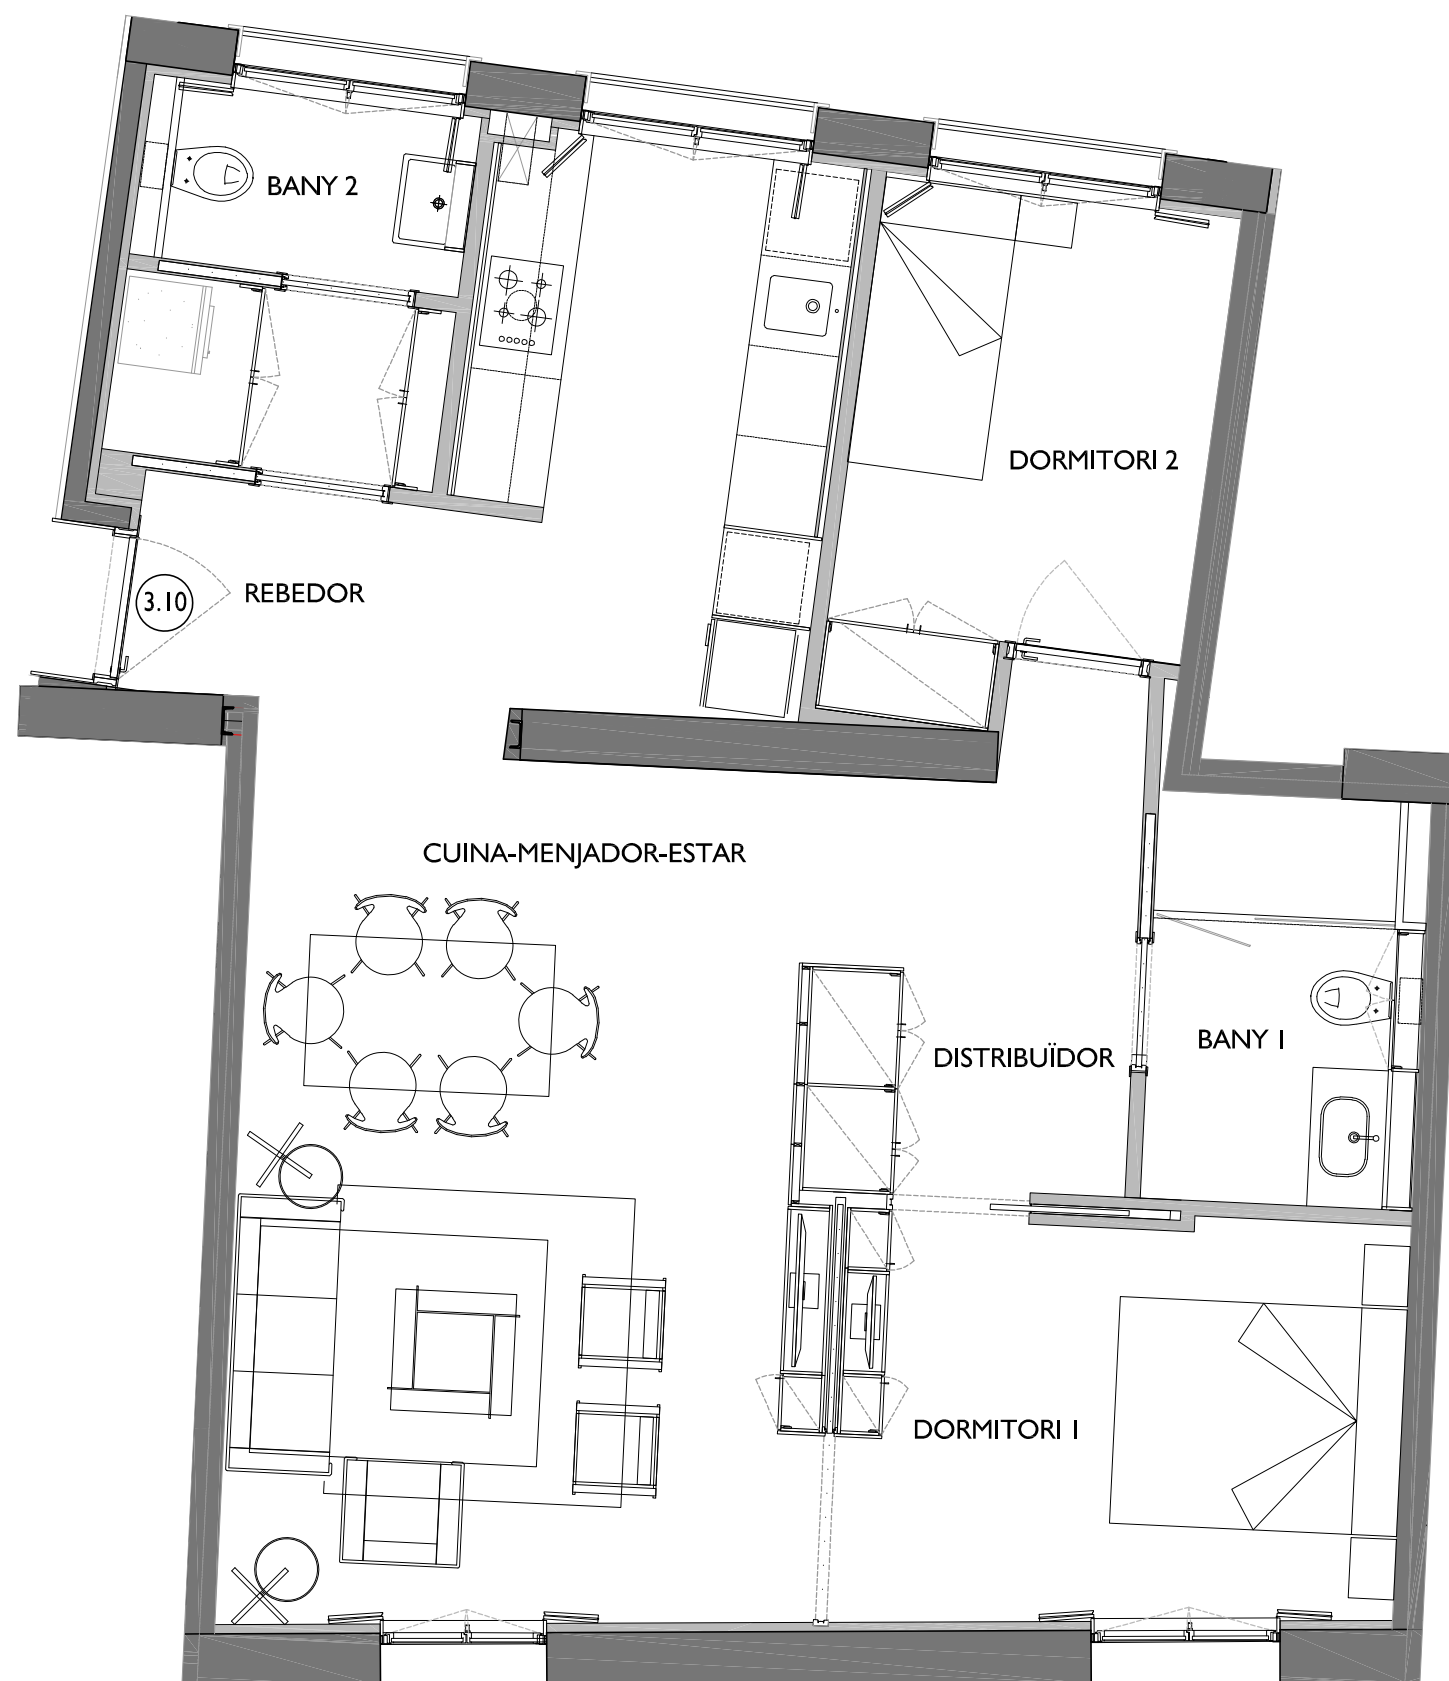 BANY 2
DORMITORI 2
3.10
REBEDOR
CUINA-MENJADOR-ESTAR
DISTRIBUÏDOR
BANY 1
DORMITORI 1